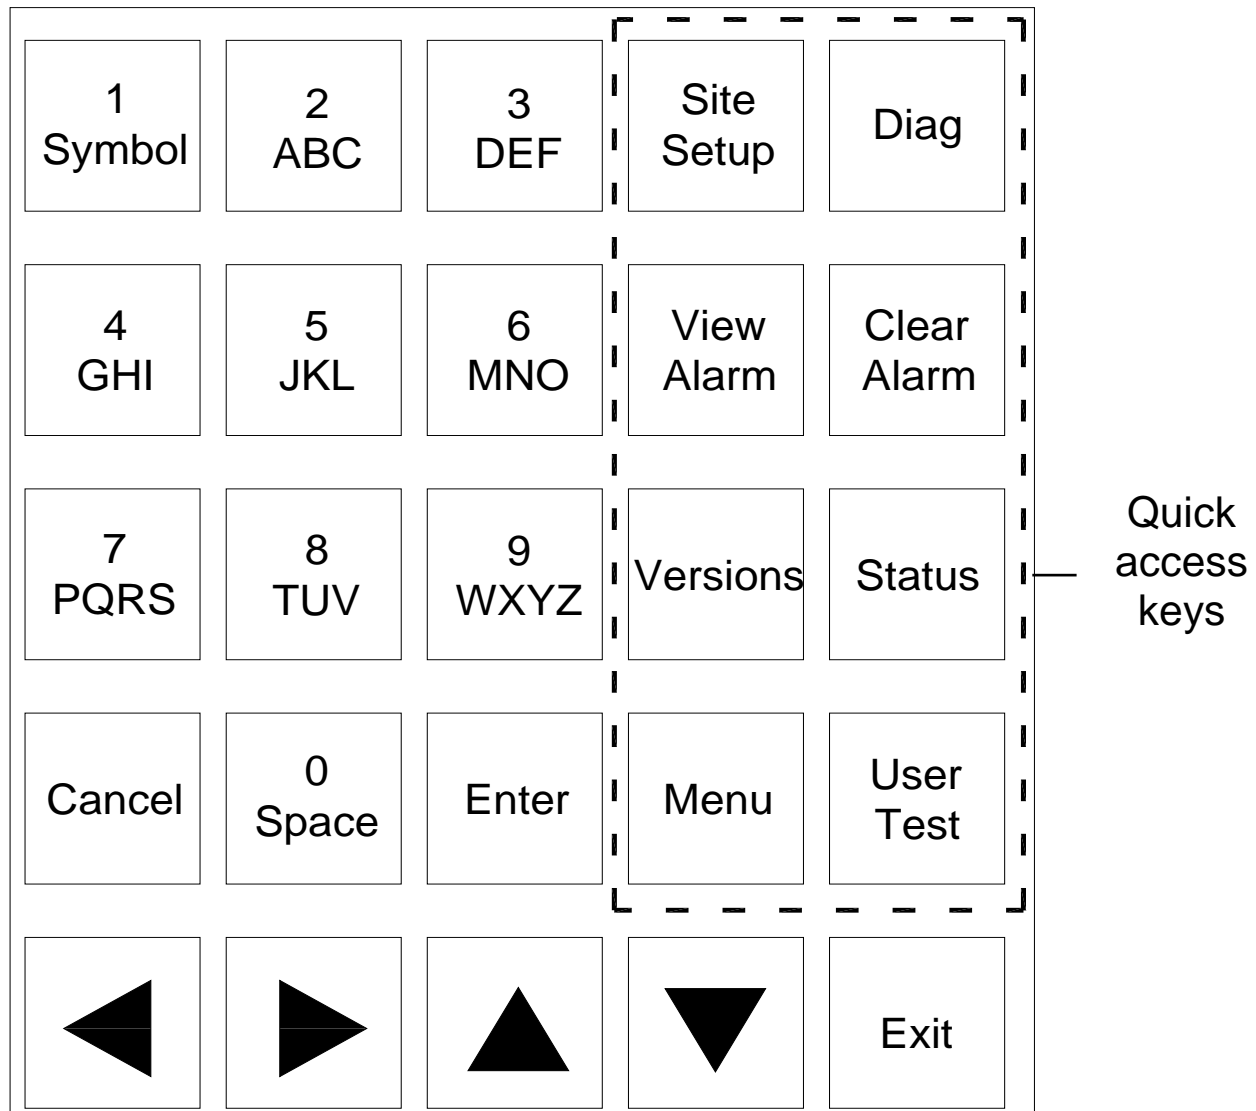 1
Symbol
2
ABC
3
DEF
Site
Setup
Diag
4
GHI
5
JKL
6
MNO
View
Alarm
Clear
Alarm
7
PQRS
8
TUV
9
WXYZ
Versions
Status
Quick
access
keys
Cancel
0
Space
Enter
Menu
User
Test
Exit